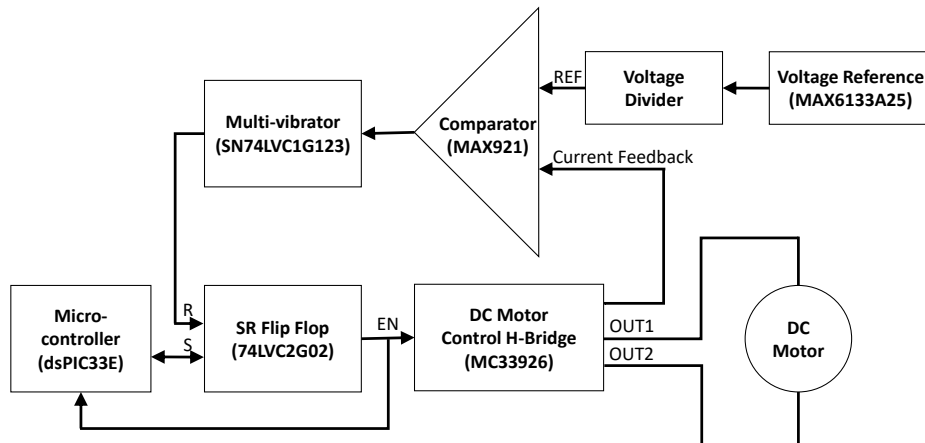 REF
Voltage
Divider
Voltage Reference
(MAX6133A25)
Multi-vibrator
(SN74LVC1G123)
Comparator
(MAX921)
Current Feedback
Micro-
controller
(dsPIC33E)
R
S
SR Flip Flop
(74LVC2G02)
EN
DC Motor
Control H-Bridge
(MC33926)
OUT1
OUT2
DC
Motor